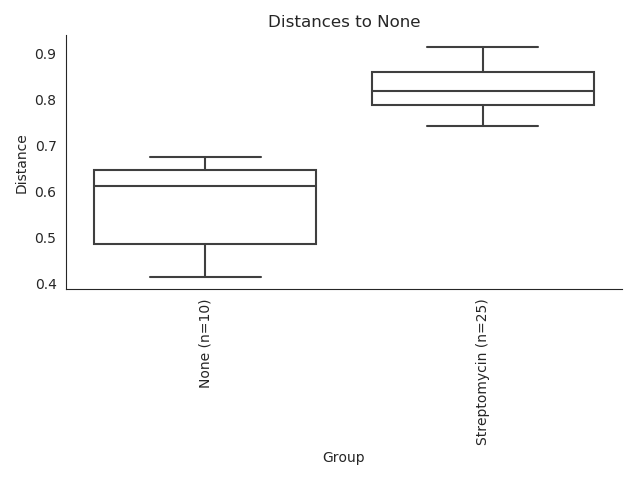 Distances to None
Distance
0.9
0.8
0.7
0.6
0.5
0.4
None (n=10)
Streptomycin (n=25)
Group